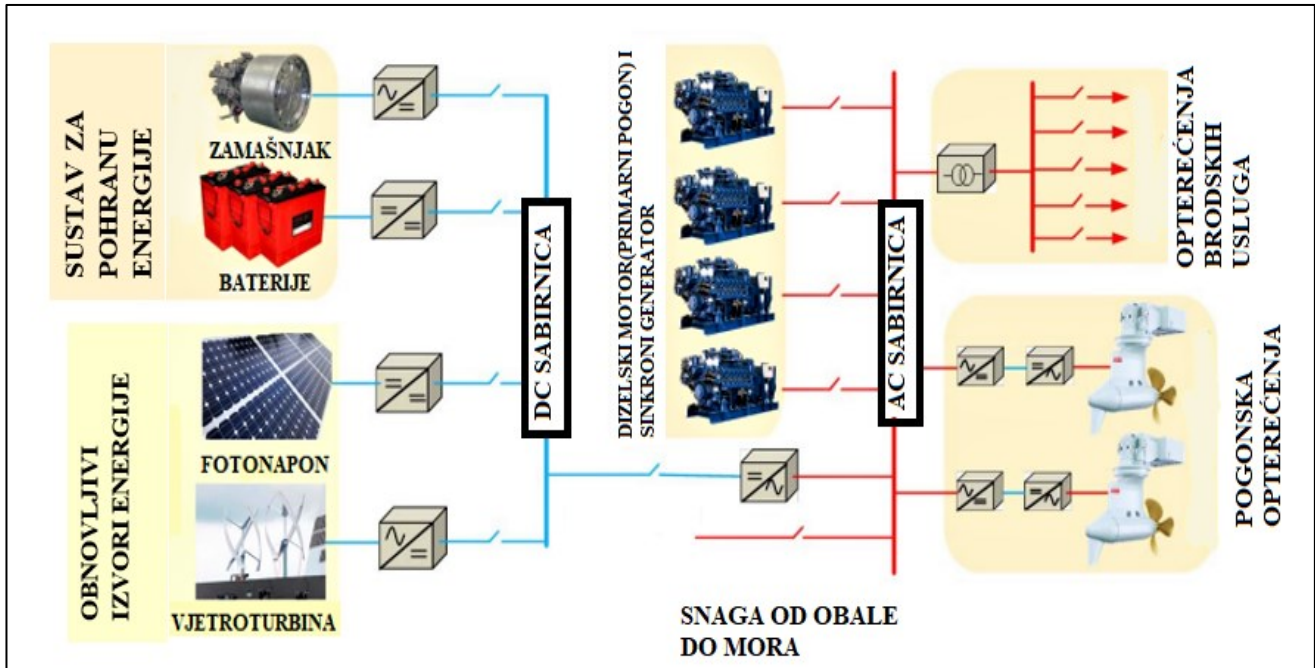 SUSTAV ZA
POHRANU
ENERGIJE
ZAMAŠNJAK
BATERIJE
OBNOVLJIVI
IZVORI ENERGIJE
FOTONAPON
VJETROTURBINA
DC SABIRNICA
DIZELSKI MOTOR(PRIMARNI POGON) I
SINKRONI GENERATOR
AC SABIRNICA
OPTEREĆENJA
BRODSKIH
USLUGA
POGONSKA
OPTEREĆENJA
SNAGA OD OBALE
DO MORA